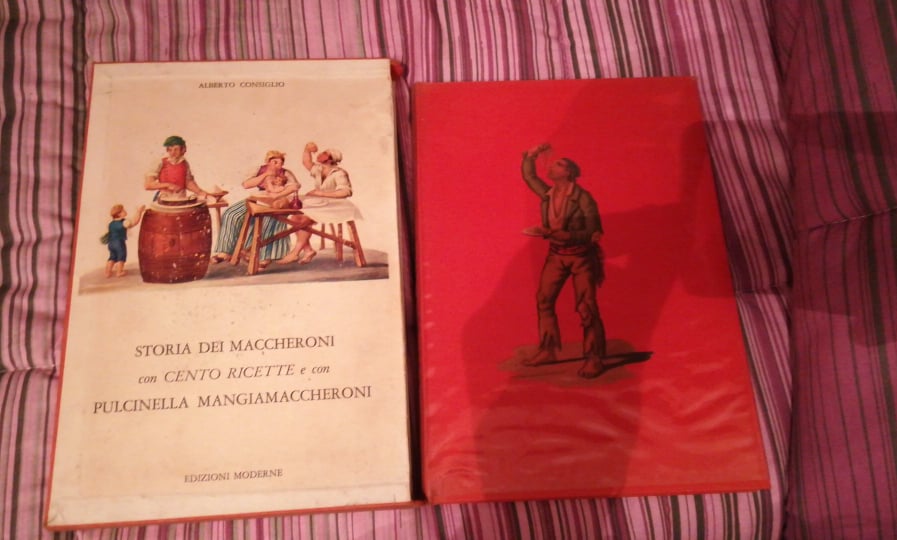 ALBERTO CONSIGLIO
STORIA DEI MACCHERONI
con CENTO RICETTE e con
PULCINELLA MANGIAMACCHERONI
EDIZIONI MODERNE